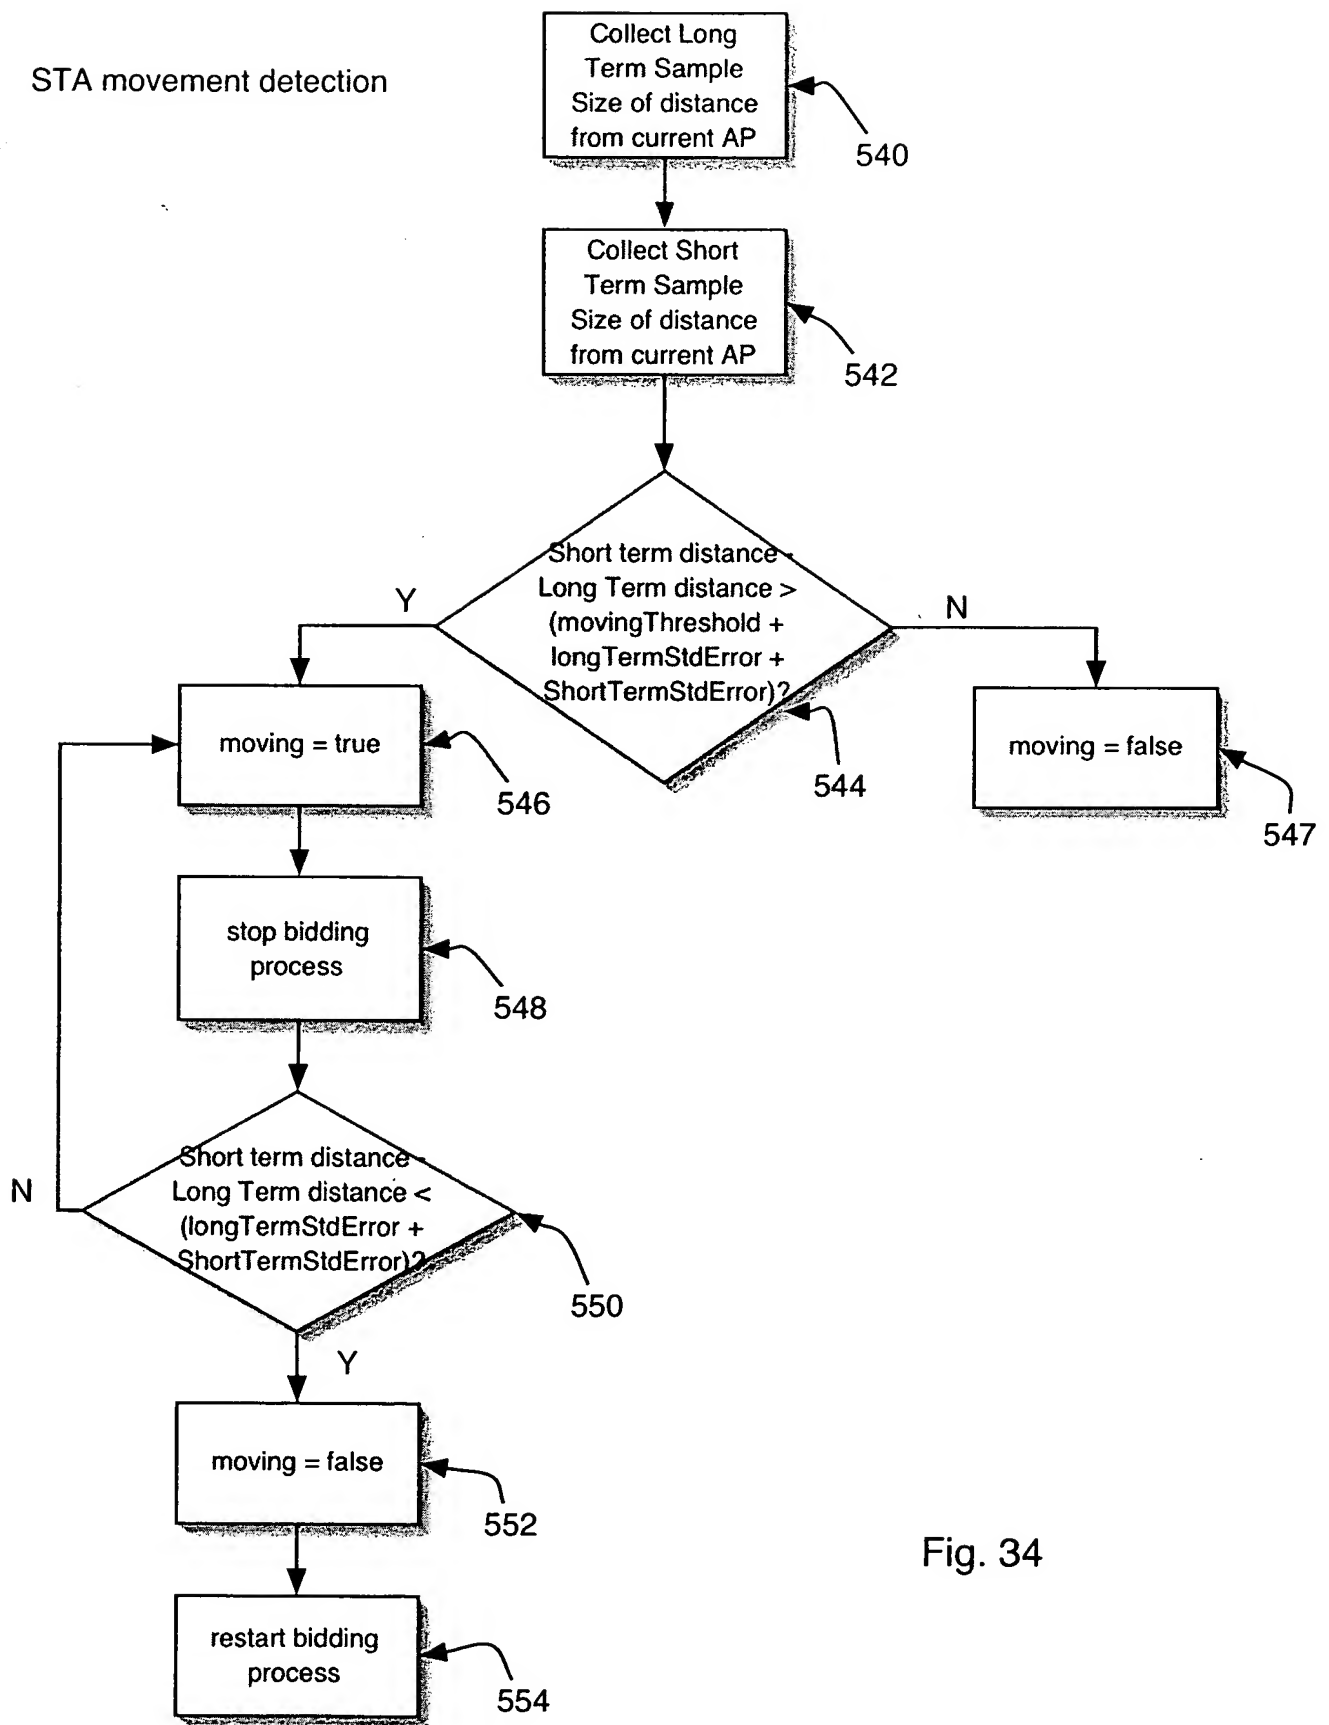 STA movement detection
Collect Long
Term Sample
Size of distance
from current AP
540
Collect Short
Term Sample
Size of distance
from current AP
542
Short term distance -
Long Term distance >
(movingThreshold +
longTermStdError +
ShortTermStdError)?
Y
N
544
moving = true
546
moving = false
547
stop bidding
process
548
Short term distance -
Long Term distance <
(longTermStdError +
ShortTermStdError)?
N
550
Y
moving = false
552
restart bidding
process
554
Fig. 34